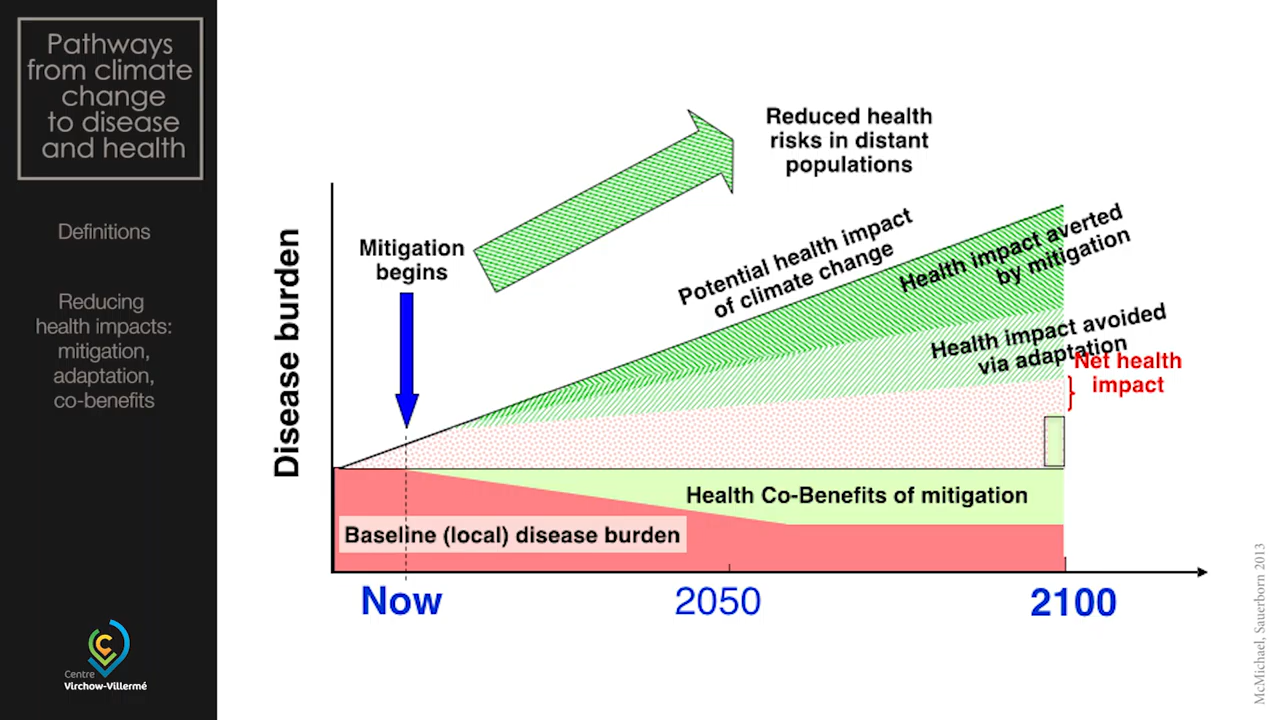 Pathways
from climate
change
to disease
and health
Definitions
Reducing
health impacts:
mitigation,
adaptation,
co-benefits
Centre
Virchow-Villermé
Reduced health
risks in distant
populations
Mitigation
begins
Disease burden
Potential health impact
of climate change
Health impact averted
by mitigation
Health impact avoided
via adaptation
Net health
impact
Health Co-Benefits of mitigation
Baseline (local) disease burden
Now
2050
2100
McMichael, Sauerborn 2013